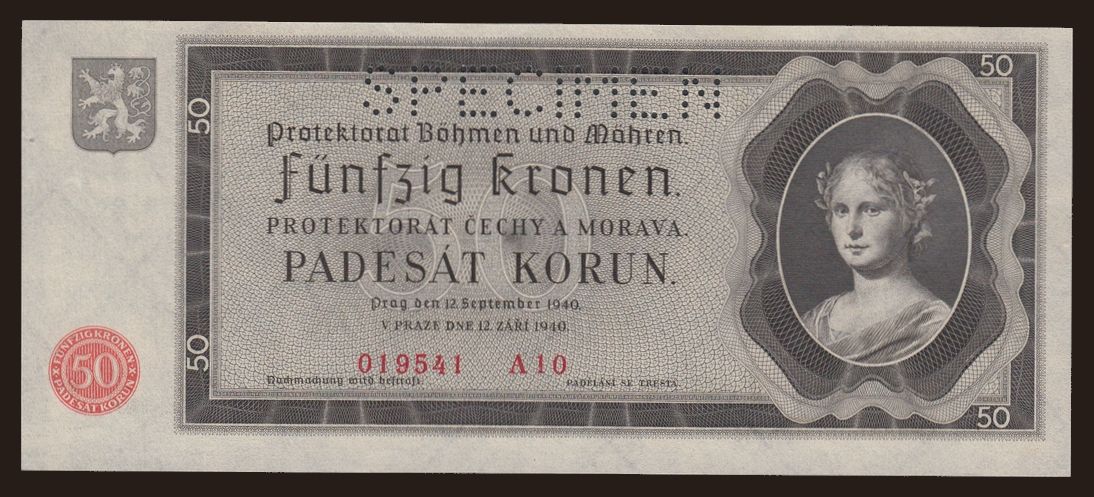 SPECIMEN
50
50
Protektorat Böhmen und Mähren.
Fünfzig Kronen.
PROTEKTORÁT ČECHY A MORAVA.
PADESÁT KORUN.
Prag den 12. September 1940.
V PRAZE DNE 12. ZÁŘÍ 1940.
019541 A10
Nachmachung wird bestraft.
PADĚLÁNÍ SE TRESTÁ.
50
50
FÜNFZIG KRONEN
50
PADESÁT KORUN